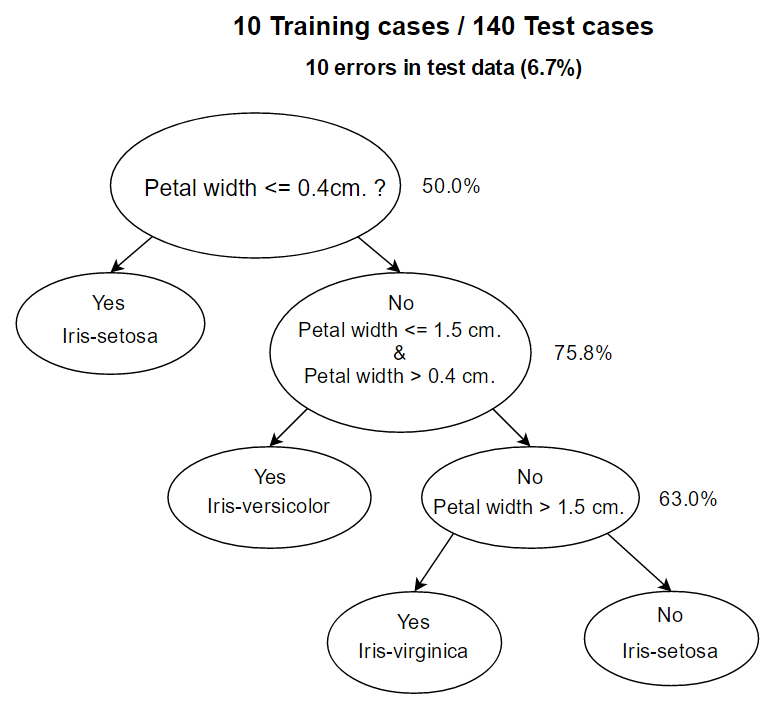 10 Training cases / 140 Test cases
10 errors in test data (6.7%)
Petal width <= 0.4cm. ?
50.0%
Yes
Iris-setosa
No
Petal width <= 1.5 cm.
&
Petal width > 0.4 cm.
75.8%
Yes
Iris-versicolor
No
Petal width > 1.5 cm.
63.0%
Yes
Iris-virginica
No
Iris-setosa